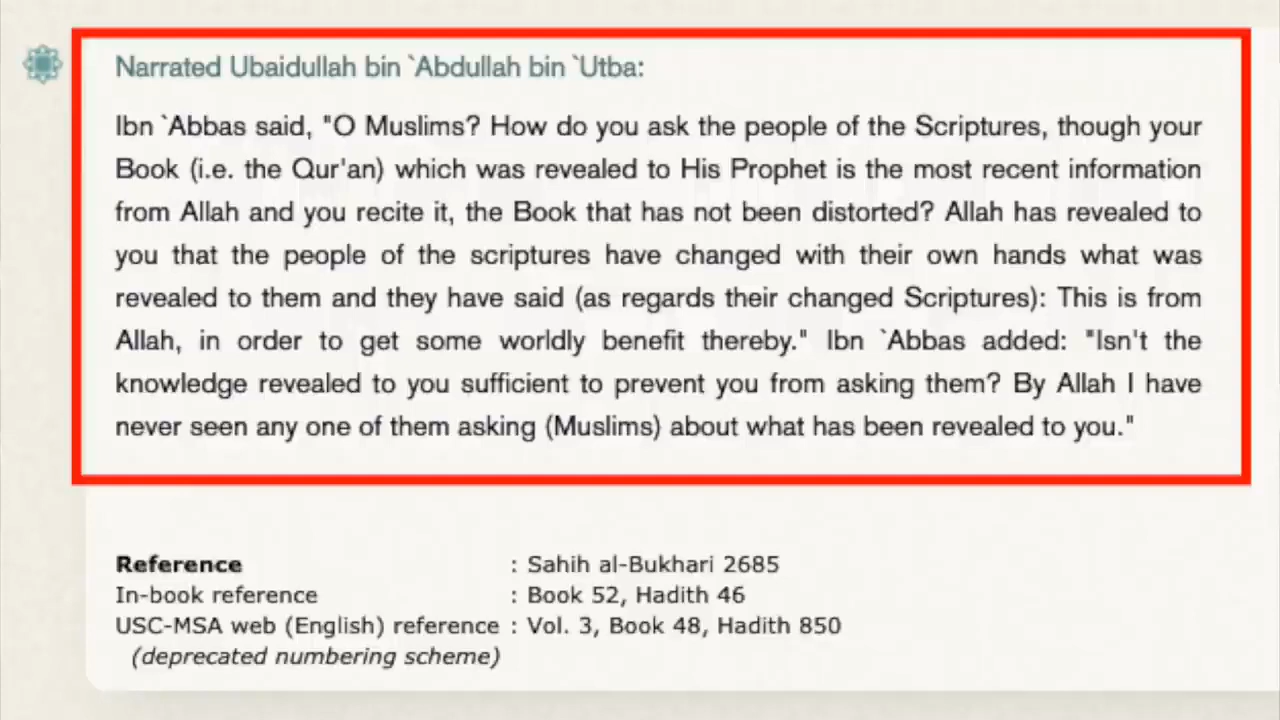 Narrated Ubaidullah bin `Abdullah bin `Utba:
Ibn `Abbas said, "O Muslims? How do you ask the people of the Scriptures, though your
Book (i.e. the Qur'an) which was revealed to His Prophet is the most recent information
from Allah and you recite it, the Book that has not been distorted? Allah has revealed to
you that the people of the scriptures have changed with their own hands what was
revealed to them and they have said (as regards their changed Scriptures): This is from
Allah, in order to get some worldly benefit thereby." Ibn `Abbas added: "Isn't the
knowledge revealed to you sufficient to prevent you from asking them? By Allah I have
never seen any one of them asking (Muslims) about what has been revealed to you."
Reference : Sahih al-Bukhari 2685
In-book reference : Book 52, Hadith 46
USC-MSA web (English) reference : Vol. 3, Book 48, Hadith 850
(deprecated numbering scheme)